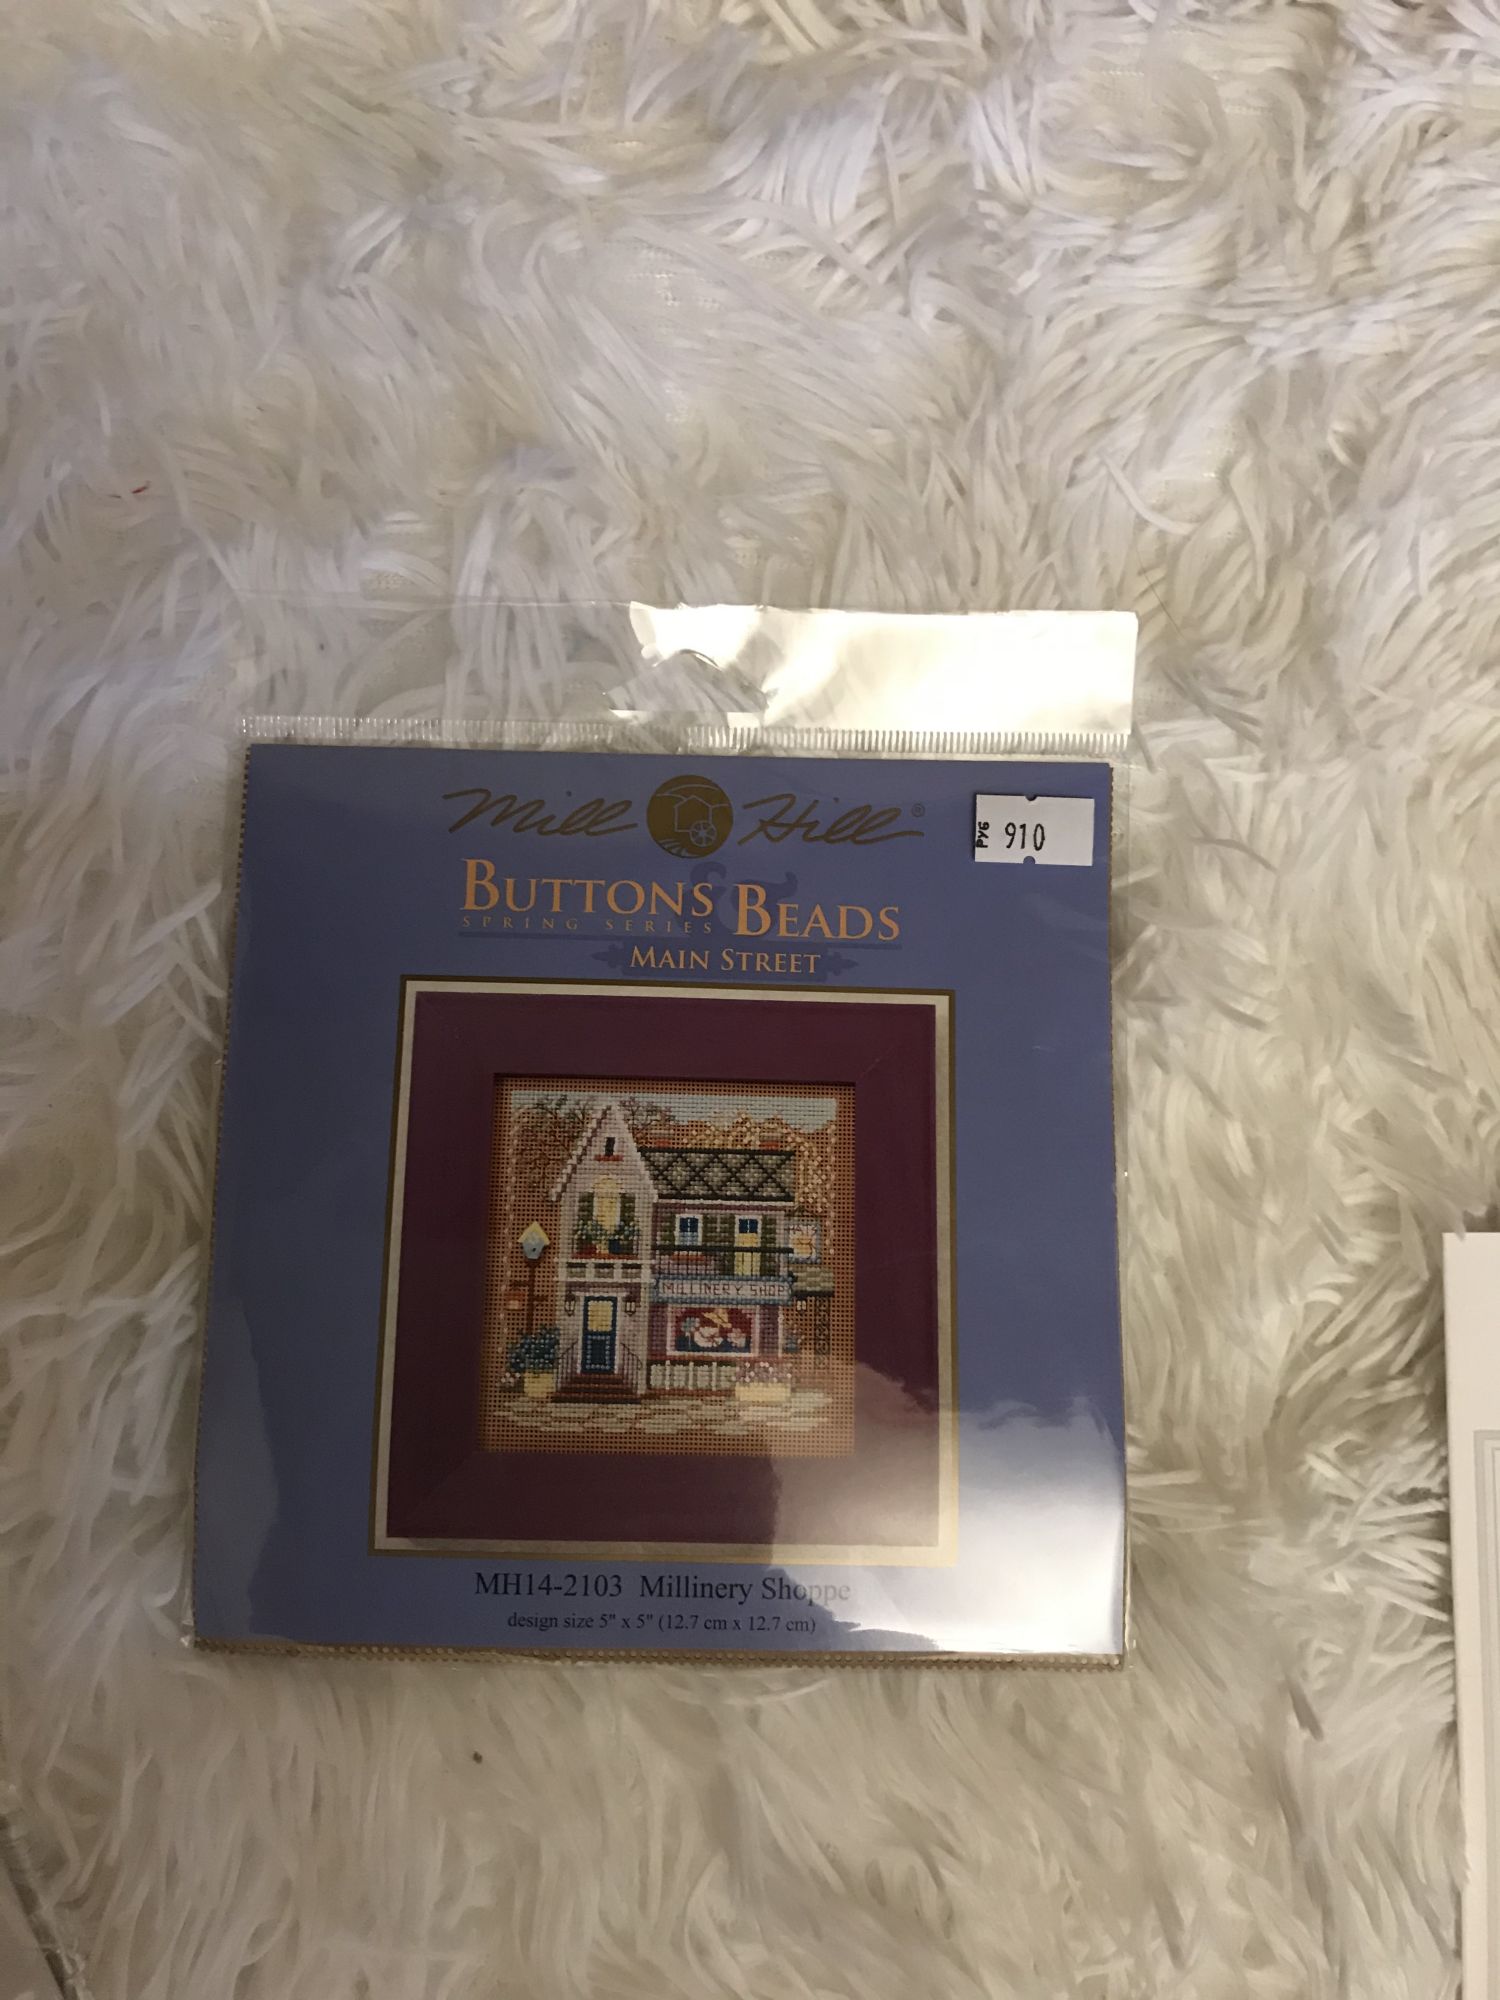 Mill Hill®
Руб 910
BUTTONS & BEADS
SPRING SERIES
MAIN STREET
MILLINERY SHOP
MH14-2103 Millinery Shoppe
design size 5" x 5" (12.7 cm x 12.7 cm)